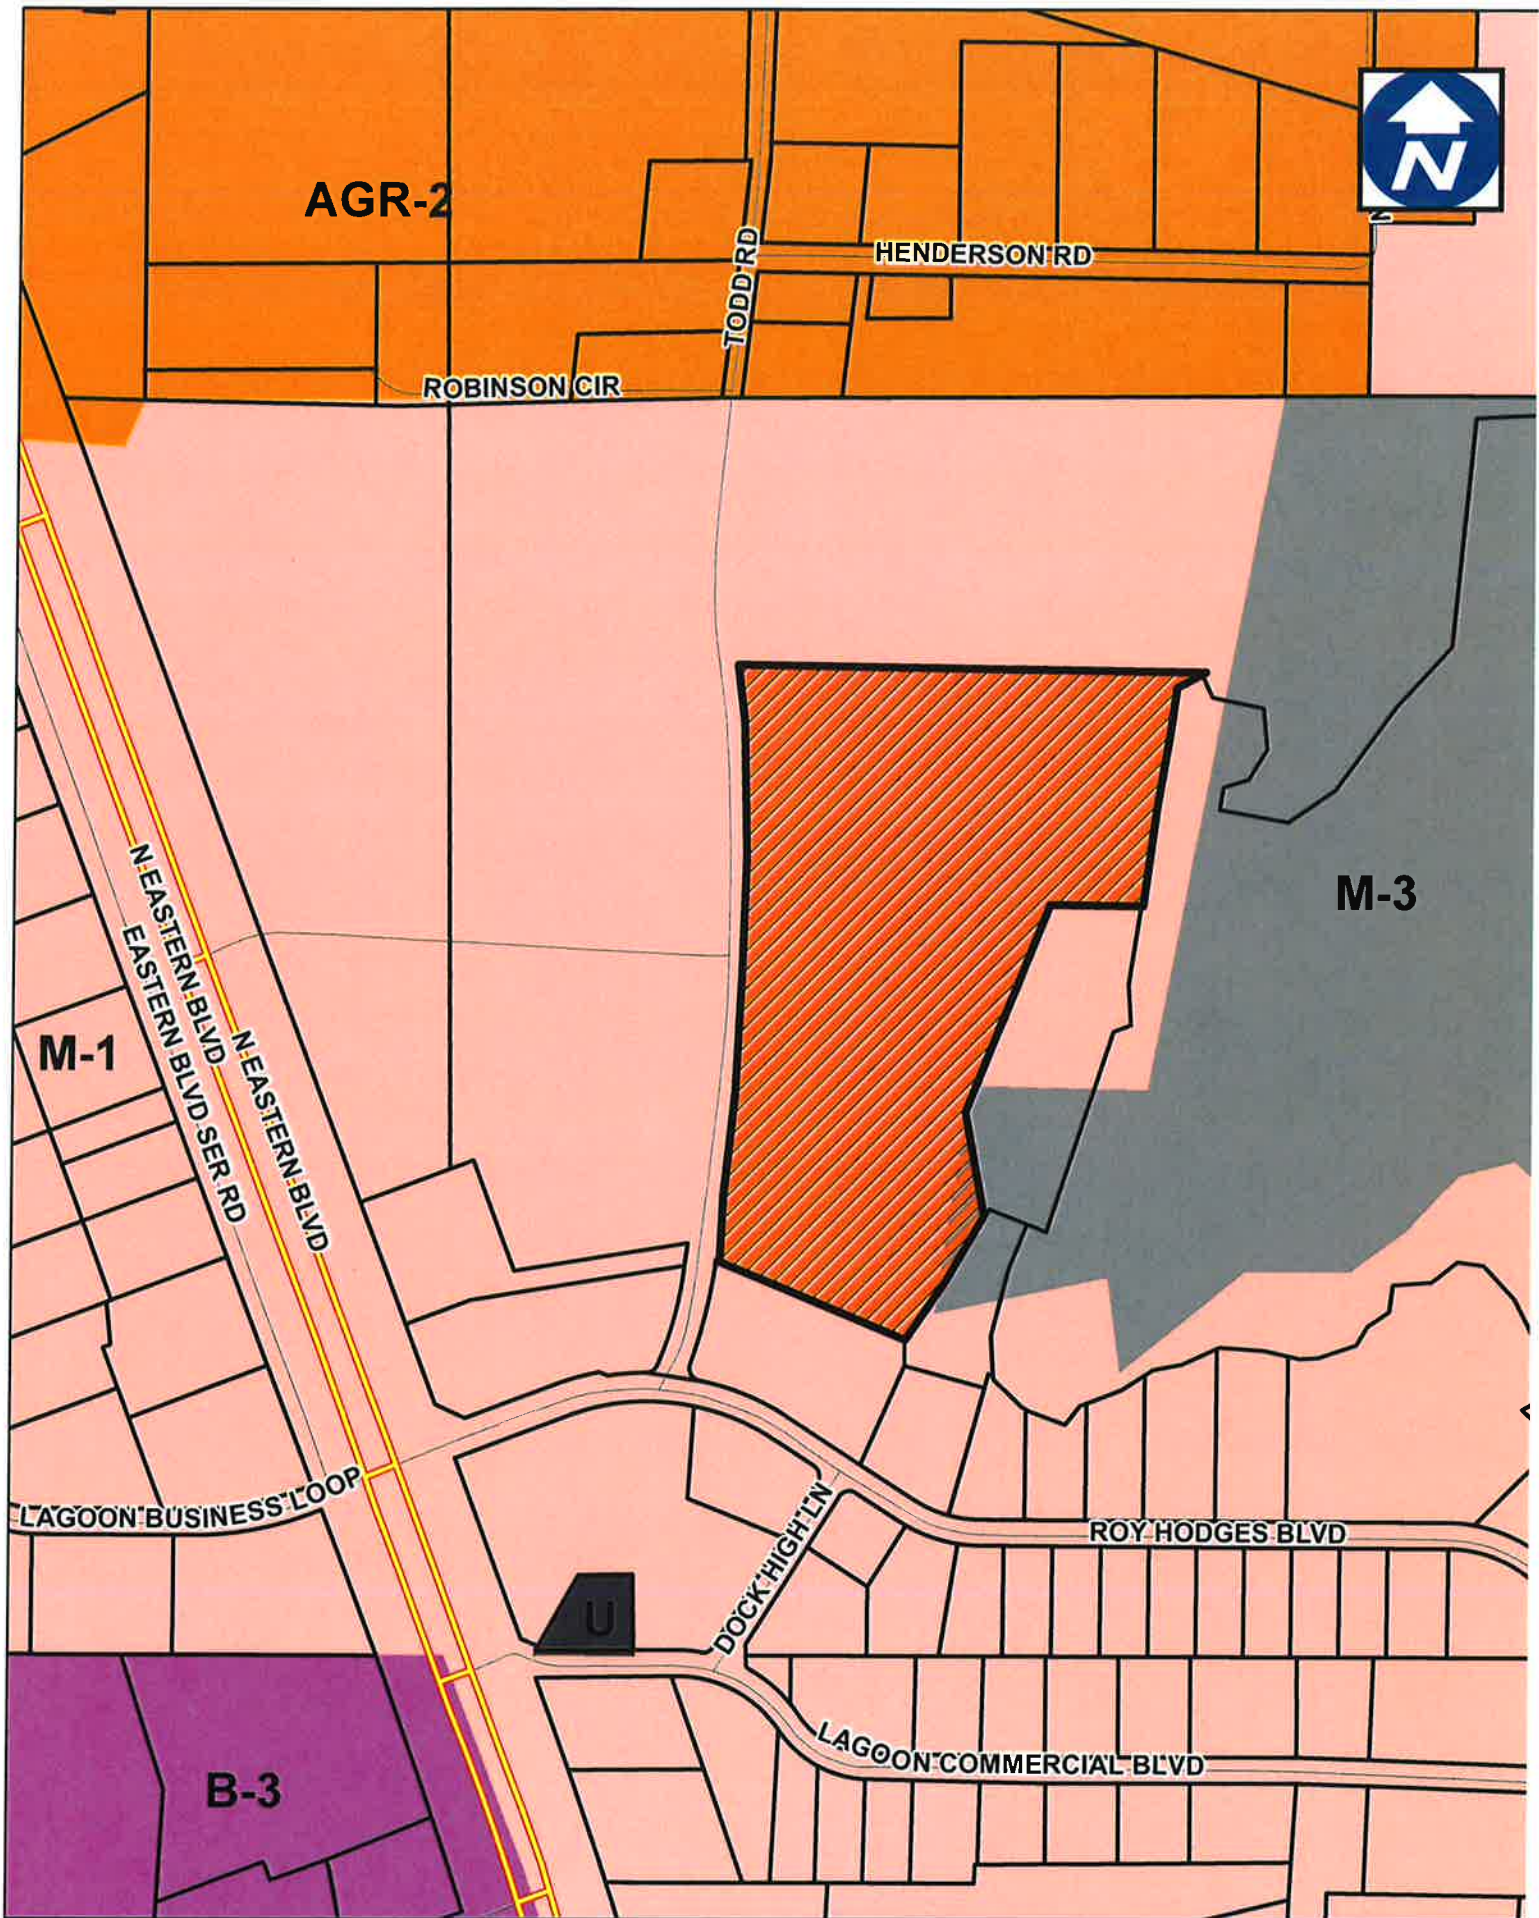 AGR-2
N
TODD RD
HENDERSON RD
ROBINSON CIR
M-3
N EASTERN BLVD
EASTERN BLVD SER RD
N EASTERN BLVD
M-1
LAGOON BUSINESS LOOP
ROY HODGES BLVD
DOCK HIGH LN
U
LAGOON COMMERCIAL BLVD
B-3